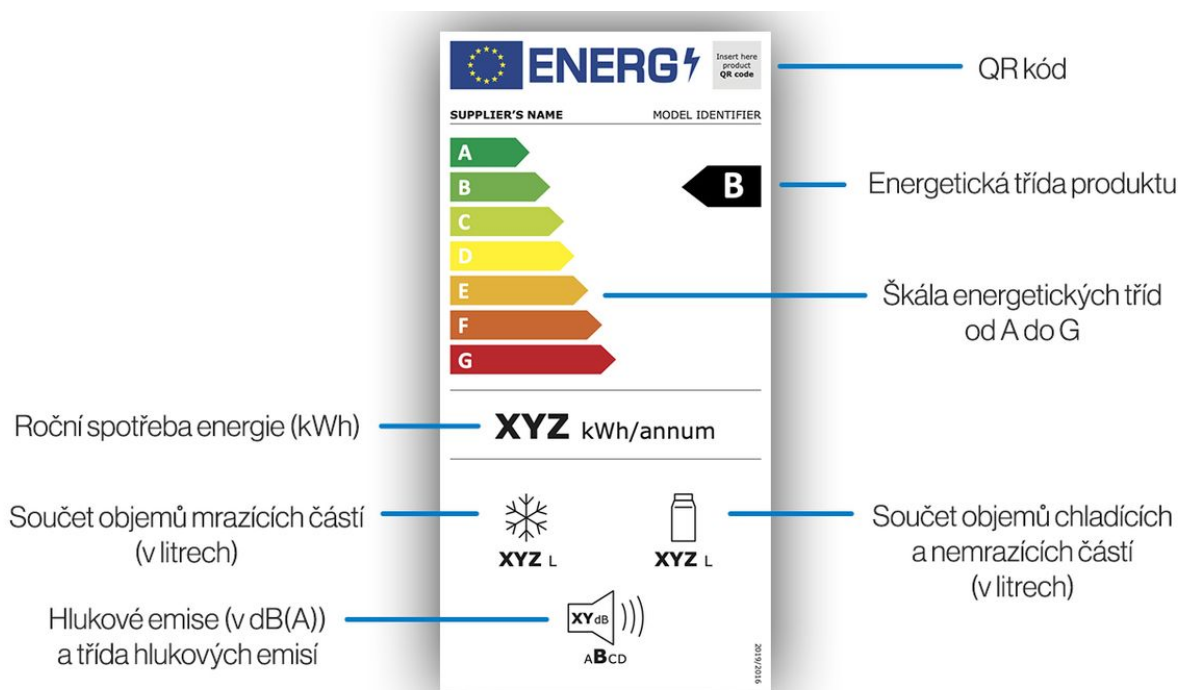 ENERG
Insert here
product
QR code
QR kód
SUPPLIER'S NAME MODEL IDENTIFIER
A
B
C
D
E
F
G
B
Energetická třída produktu
Škála energetických tříd
od A do G
Roční spotřeba energie (kWh)
XYZ kWh/annum
Součet objemů mrazících částí
(v litrech)
XYZ L
XYZ L
Součet objemů chladících
a nemrazících částí
(v litrech)
Hlukové emise (v dB(A))
a třída hlukových emisí
XY dB
ABCD
2019/2016